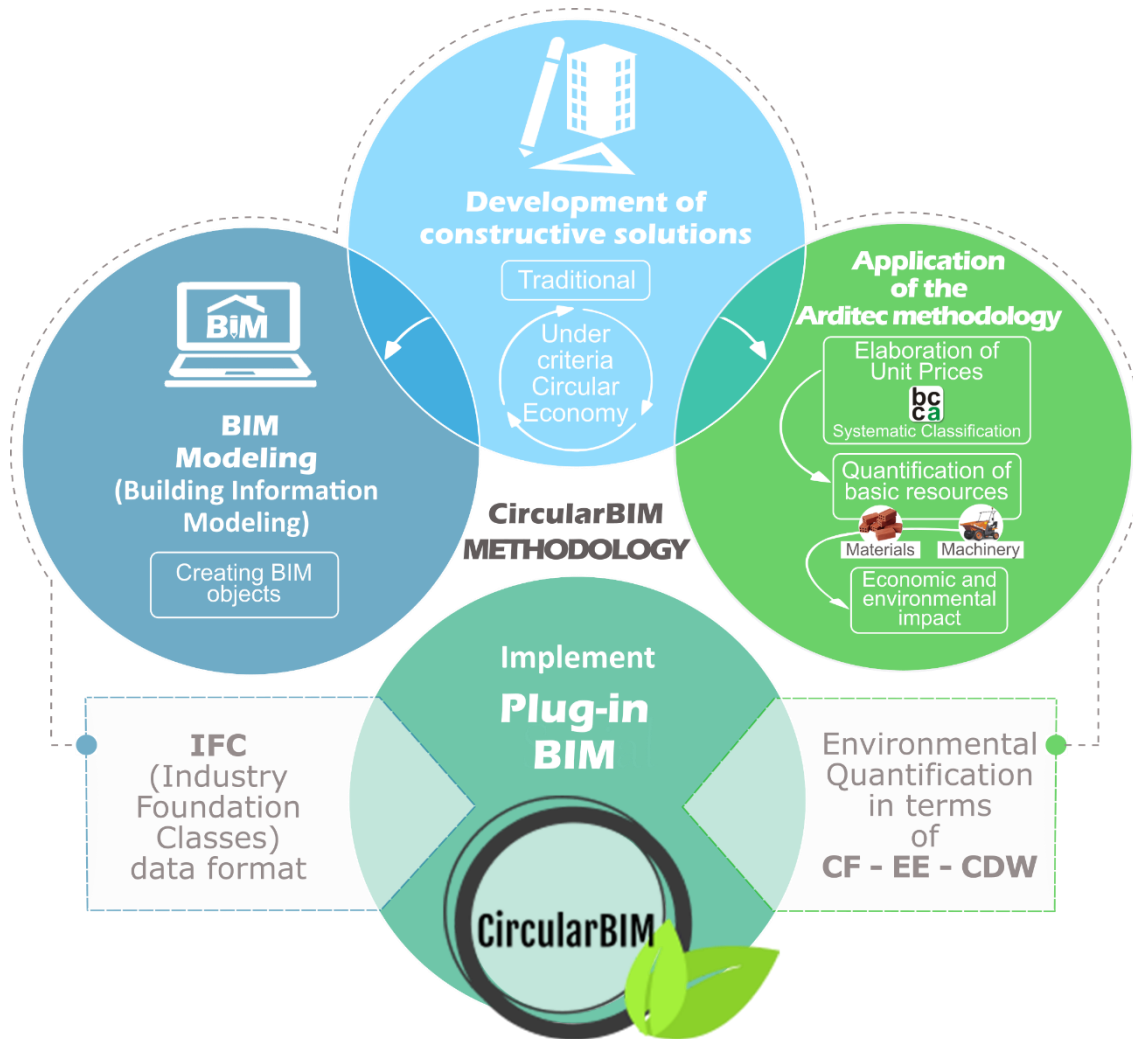 Development of
constructive solutions
Traditional
Under
criteria
Circular
Economy
BiM
BIM
Modeling
(Building Information
Modeling)
Creating BIM
objects
Application
of the
Arditec methodology
Elaboration of
Unit Prices
bc
ca
Systematic Classification
Quantification of
basic resources
Materials
Machinery
Economic and
environmental
impact
CircularBIM
METHODOLOGY
Implement
Plug-in
BIM
IFC
(Industry
Foundation
Classes)
data format
Environmental
Quantification
in terms
of
CF - EE - CDW
CircularBIM